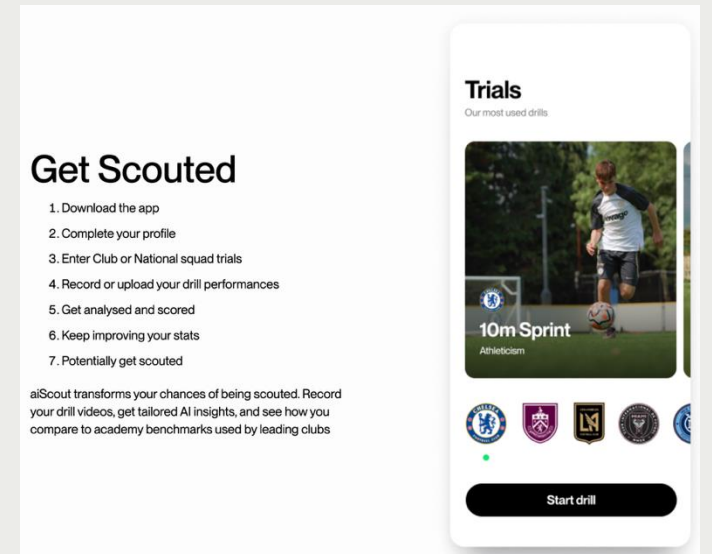 Get Scouted
1. Download the app
2. Complete your profile
3. Enter Club or National squad trials
4. Record or upload your drill performances
5. Get analysed and scored
6. Keep improving your stats
7. Potentially get scouted
aiScout transforms your chances of being scouted. Record
your drill videos, get tailored AI insights, and see how you
compare to academy benchmarks used by leading clubs
Trials
Our most used drills
10m Sprint
Athleticism
CHELSEA
FOOTBALL CLUB
Start drill